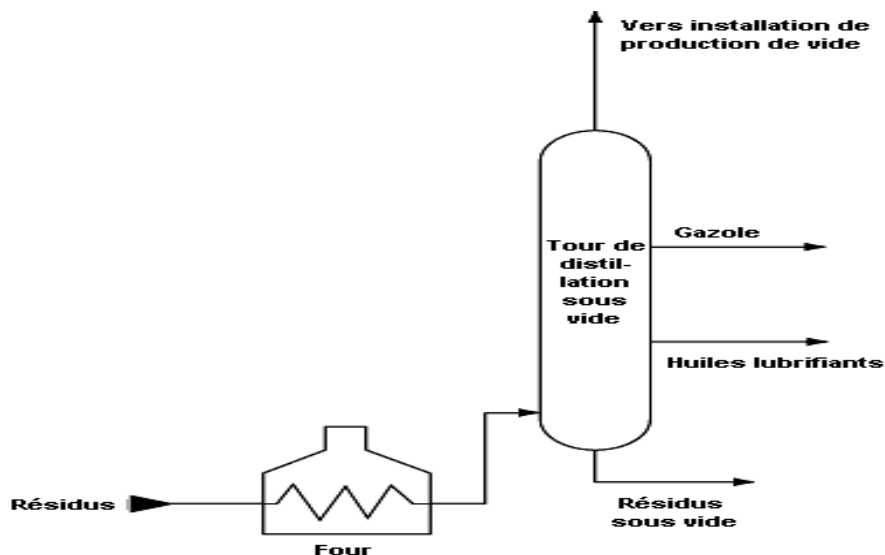 Vers installation de
production de vide
Gazole
Tour de
distil-
lation
sous
vide
Huiles lubrifiants
Résidus
Four
Résidus
sous vide